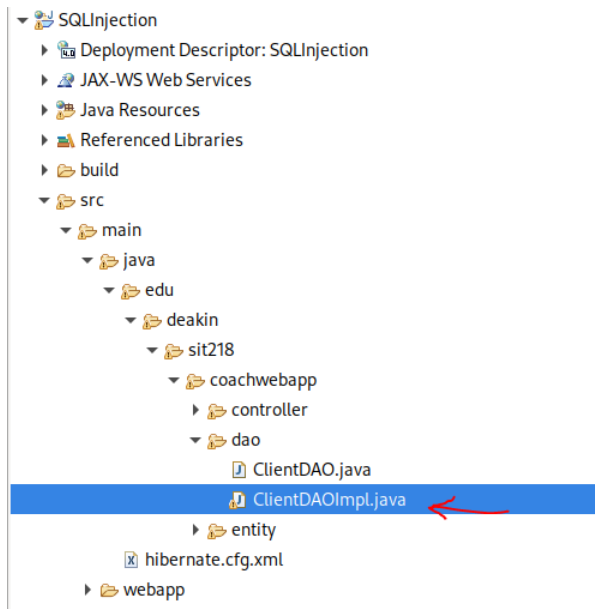 SQLInjection
Deployment Descriptor: SQLInjection
JAX-WS Web Services
Java Resources
Referenced Libraries
build
src
main
java
edu
deakin
sit218
coachwebapp
controller
dao
ClientDAO.java
ClientDAOImpl.java
entity
hibernate.cfg.xml
webapp